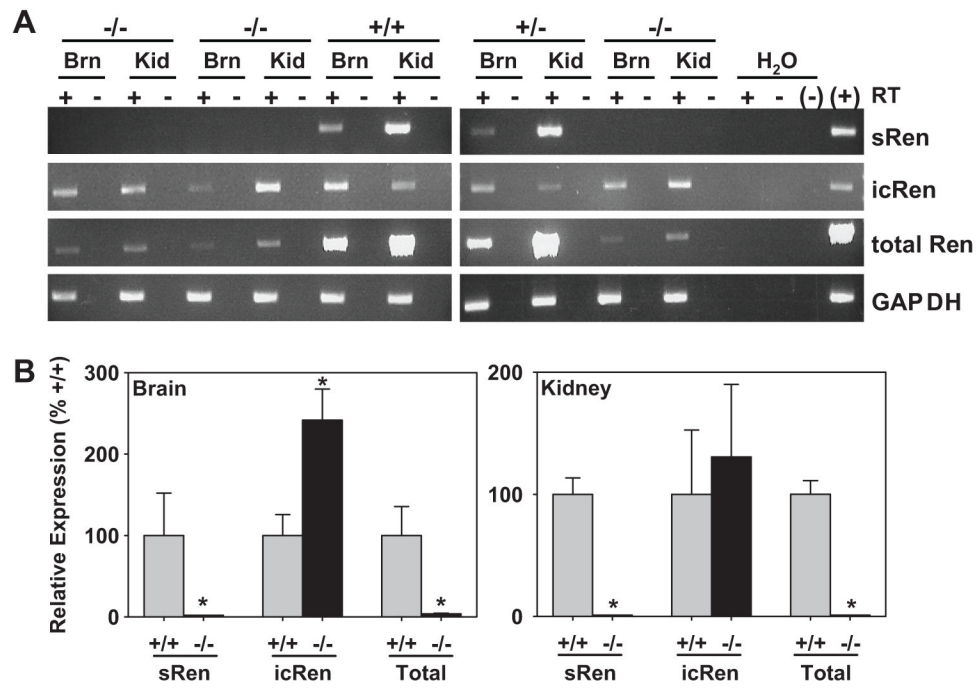 A
-/- -/- +/+ +/- -/-
Brn Kid Brn Kid Brn Kid Brn Kid Brn Kid H₂O
+ - + - + - + - + - + - + - + - + - + - + - (-) (+) RT
sRen
icRen
total Ren
GAPDH
B
Relative Expression (% +/+)
Brain
300
200
100
0
*
*
*
+/+ -/- +/+ -/- +/+ -/-
sRen icRen Total
Kidney
200
100
0
*
*
+/+ -/- +/+ -/- +/+ -/-
sRen icRen Total